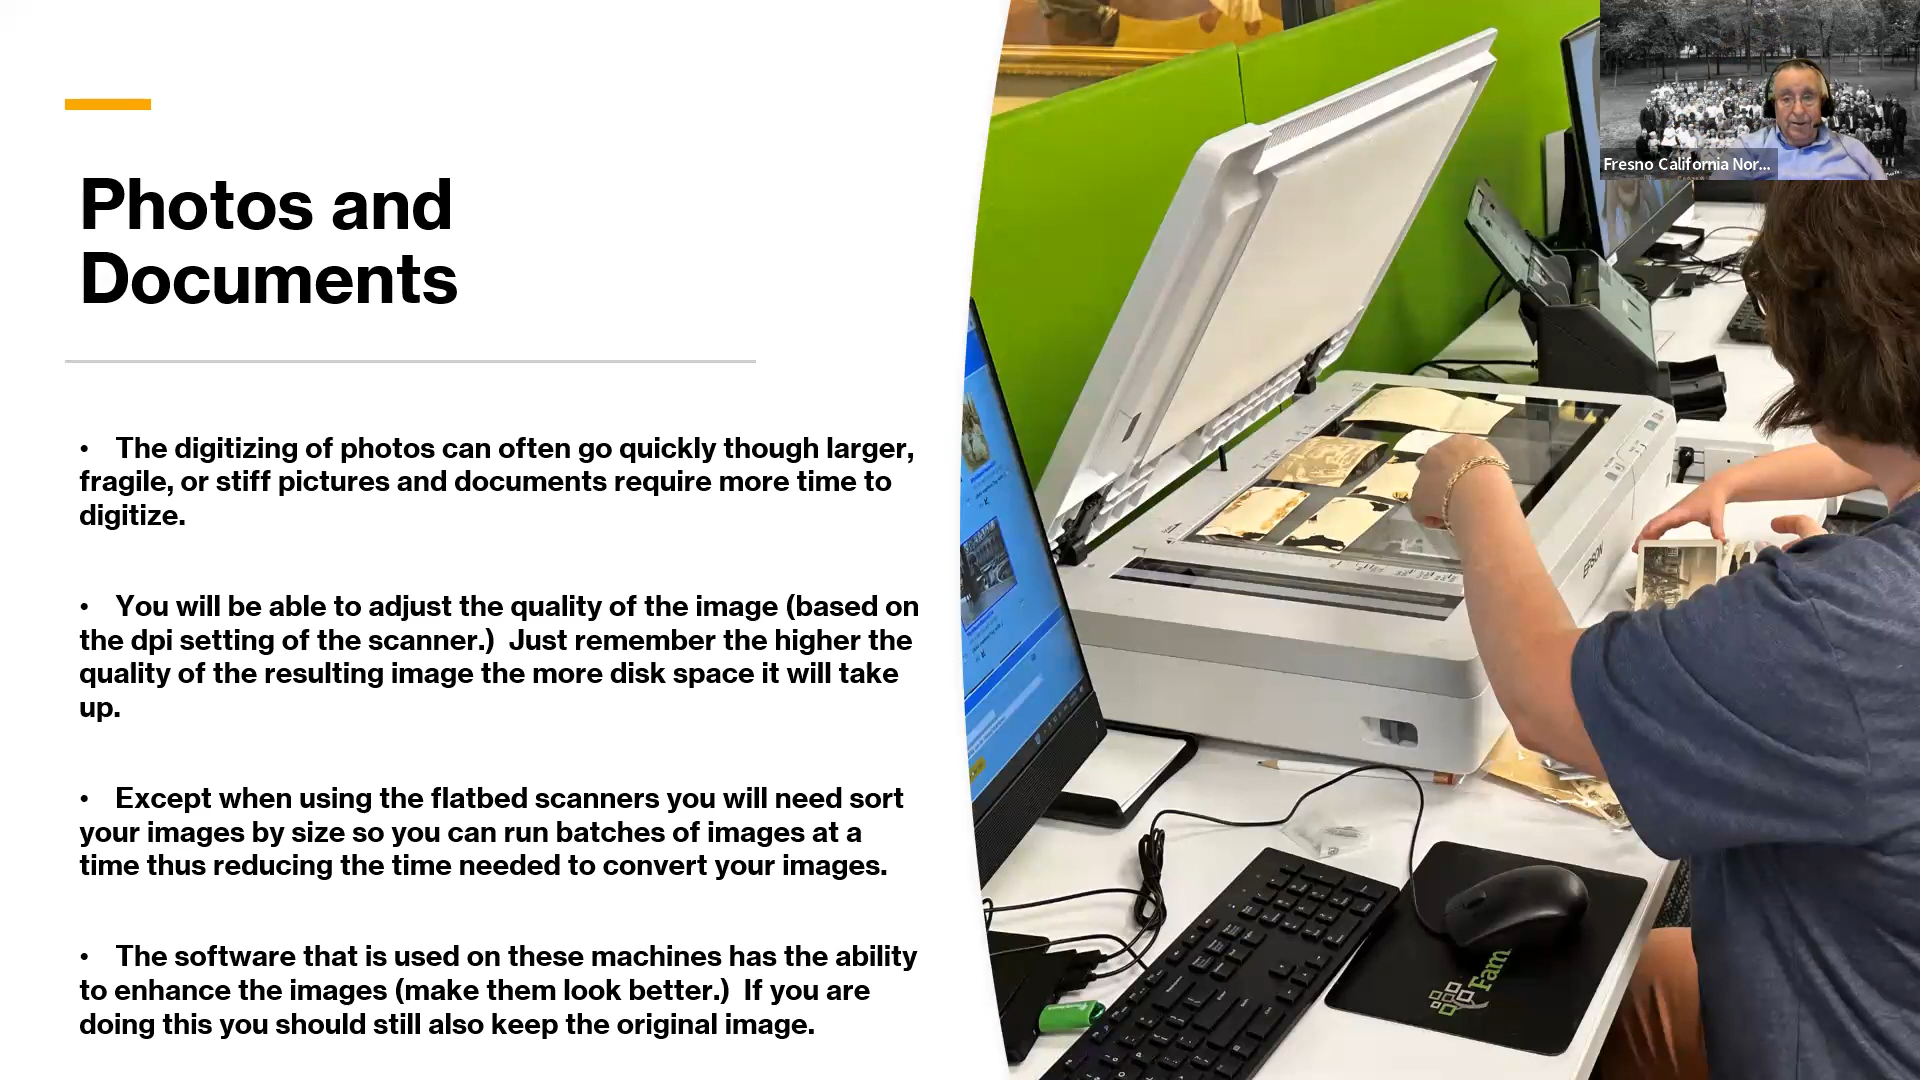 Photos and
Documents
• The digitizing of photos can often go quickly though larger,
fragile, or stiff pictures and documents require more time to
digitize.
• You will be able to adjust the quality of the image (based on
the dpi setting of the scanner.)  Just remember the higher the
quality of the resulting image the more disk space it will take
up.
• Except when using the flatbed scanners you will need sort
your images by size so you can run batches of images at a
time thus reducing the time needed to convert your images.
• The software that is used on these machines has the ability
to enhance the images (make them look better.)  If you are
doing this you should still also keep the original image.
Fresno California Nor...
EPSON
Fam